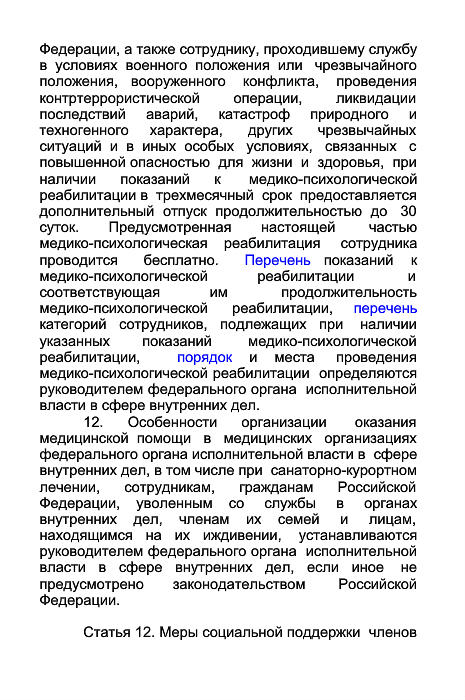 Федерации, а также сотруднику, проходившему службу
в условиях военного положения или чрезвычайного
положения, вооруженного конфликта, проведения
контртеррористической операции, ликвидации
последствий аварий, катастроф природного и
техногенного характера, других чрезвычайных
ситуаций и в иных особых условиях, связанных с
повышенной опасностью для жизни и здоровья, при
наличии показаний к медико-психологической
реабилитации в трехмесячный срок предоставляется
дополнительный отпуск продолжительностью до 30
суток. Предусмотренная настоящей частью
медико-психологическая реабилитация сотрудника
проводится бесплатно. Перечень показаний к
медико-психологической реабилитации и
соответствующая им продолжительность
медико-психологической реабилитации, перечень
категорий сотрудников, подлежащих при наличии
указанных показаний медико-психологической
реабилитации, порядок и места проведения
медико-психологической реабилитации определяются
руководителем федерального органа исполнительной
власти в сфере внутренних дел.
12. Особенности организации оказания
медицинской помощи в медицинских организациях
федерального органа исполнительной власти в сфере
внутренних дел, в том числе при санаторно-курортном
лечении, сотрудникам, гражданам Российской
Федерации, уволенным со службы в органах
внутренних дел, членам их семей и лицам,
находящимся на их иждивении, устанавливаются
руководителем федерального органа исполнительной
власти в сфере внутренних дел, если иное не
предусмотрено законодательством Российской
Федерации.
Статья 12. Меры социальной поддержки членов